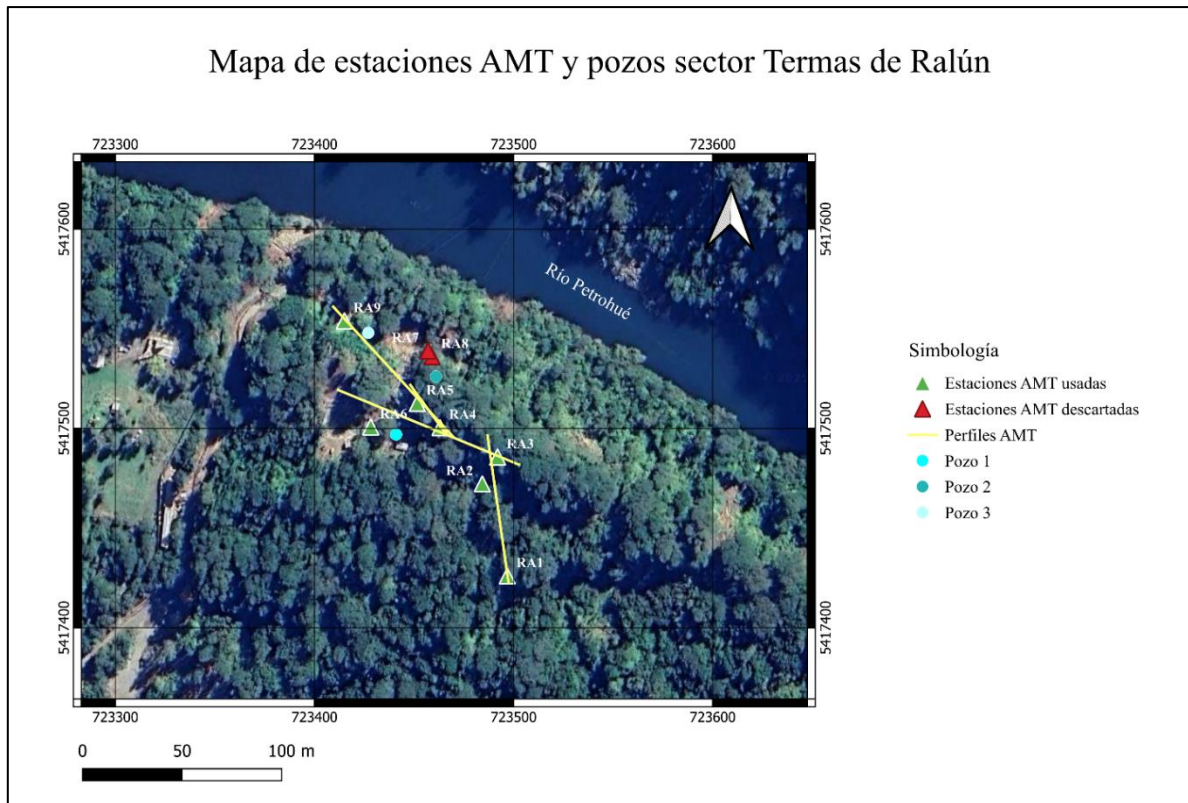 Mapa de estaciones AMT y pozos sector Termas de Ralún
723300 723400 723500 723600
5417600 5417600
Río Petrohué
RA9
RA7
RA8
RA5
5417500 5417500
RA6
RA4
RA3
RA2
RA1
5417400 5417400
723300 723400 723500 723600
0 50 100 m
Simbología
Estaciones AMT usadas
Estaciones AMT descartadas
Perfiles AMT
Pozo 1
Pozo 2
Pozo 3